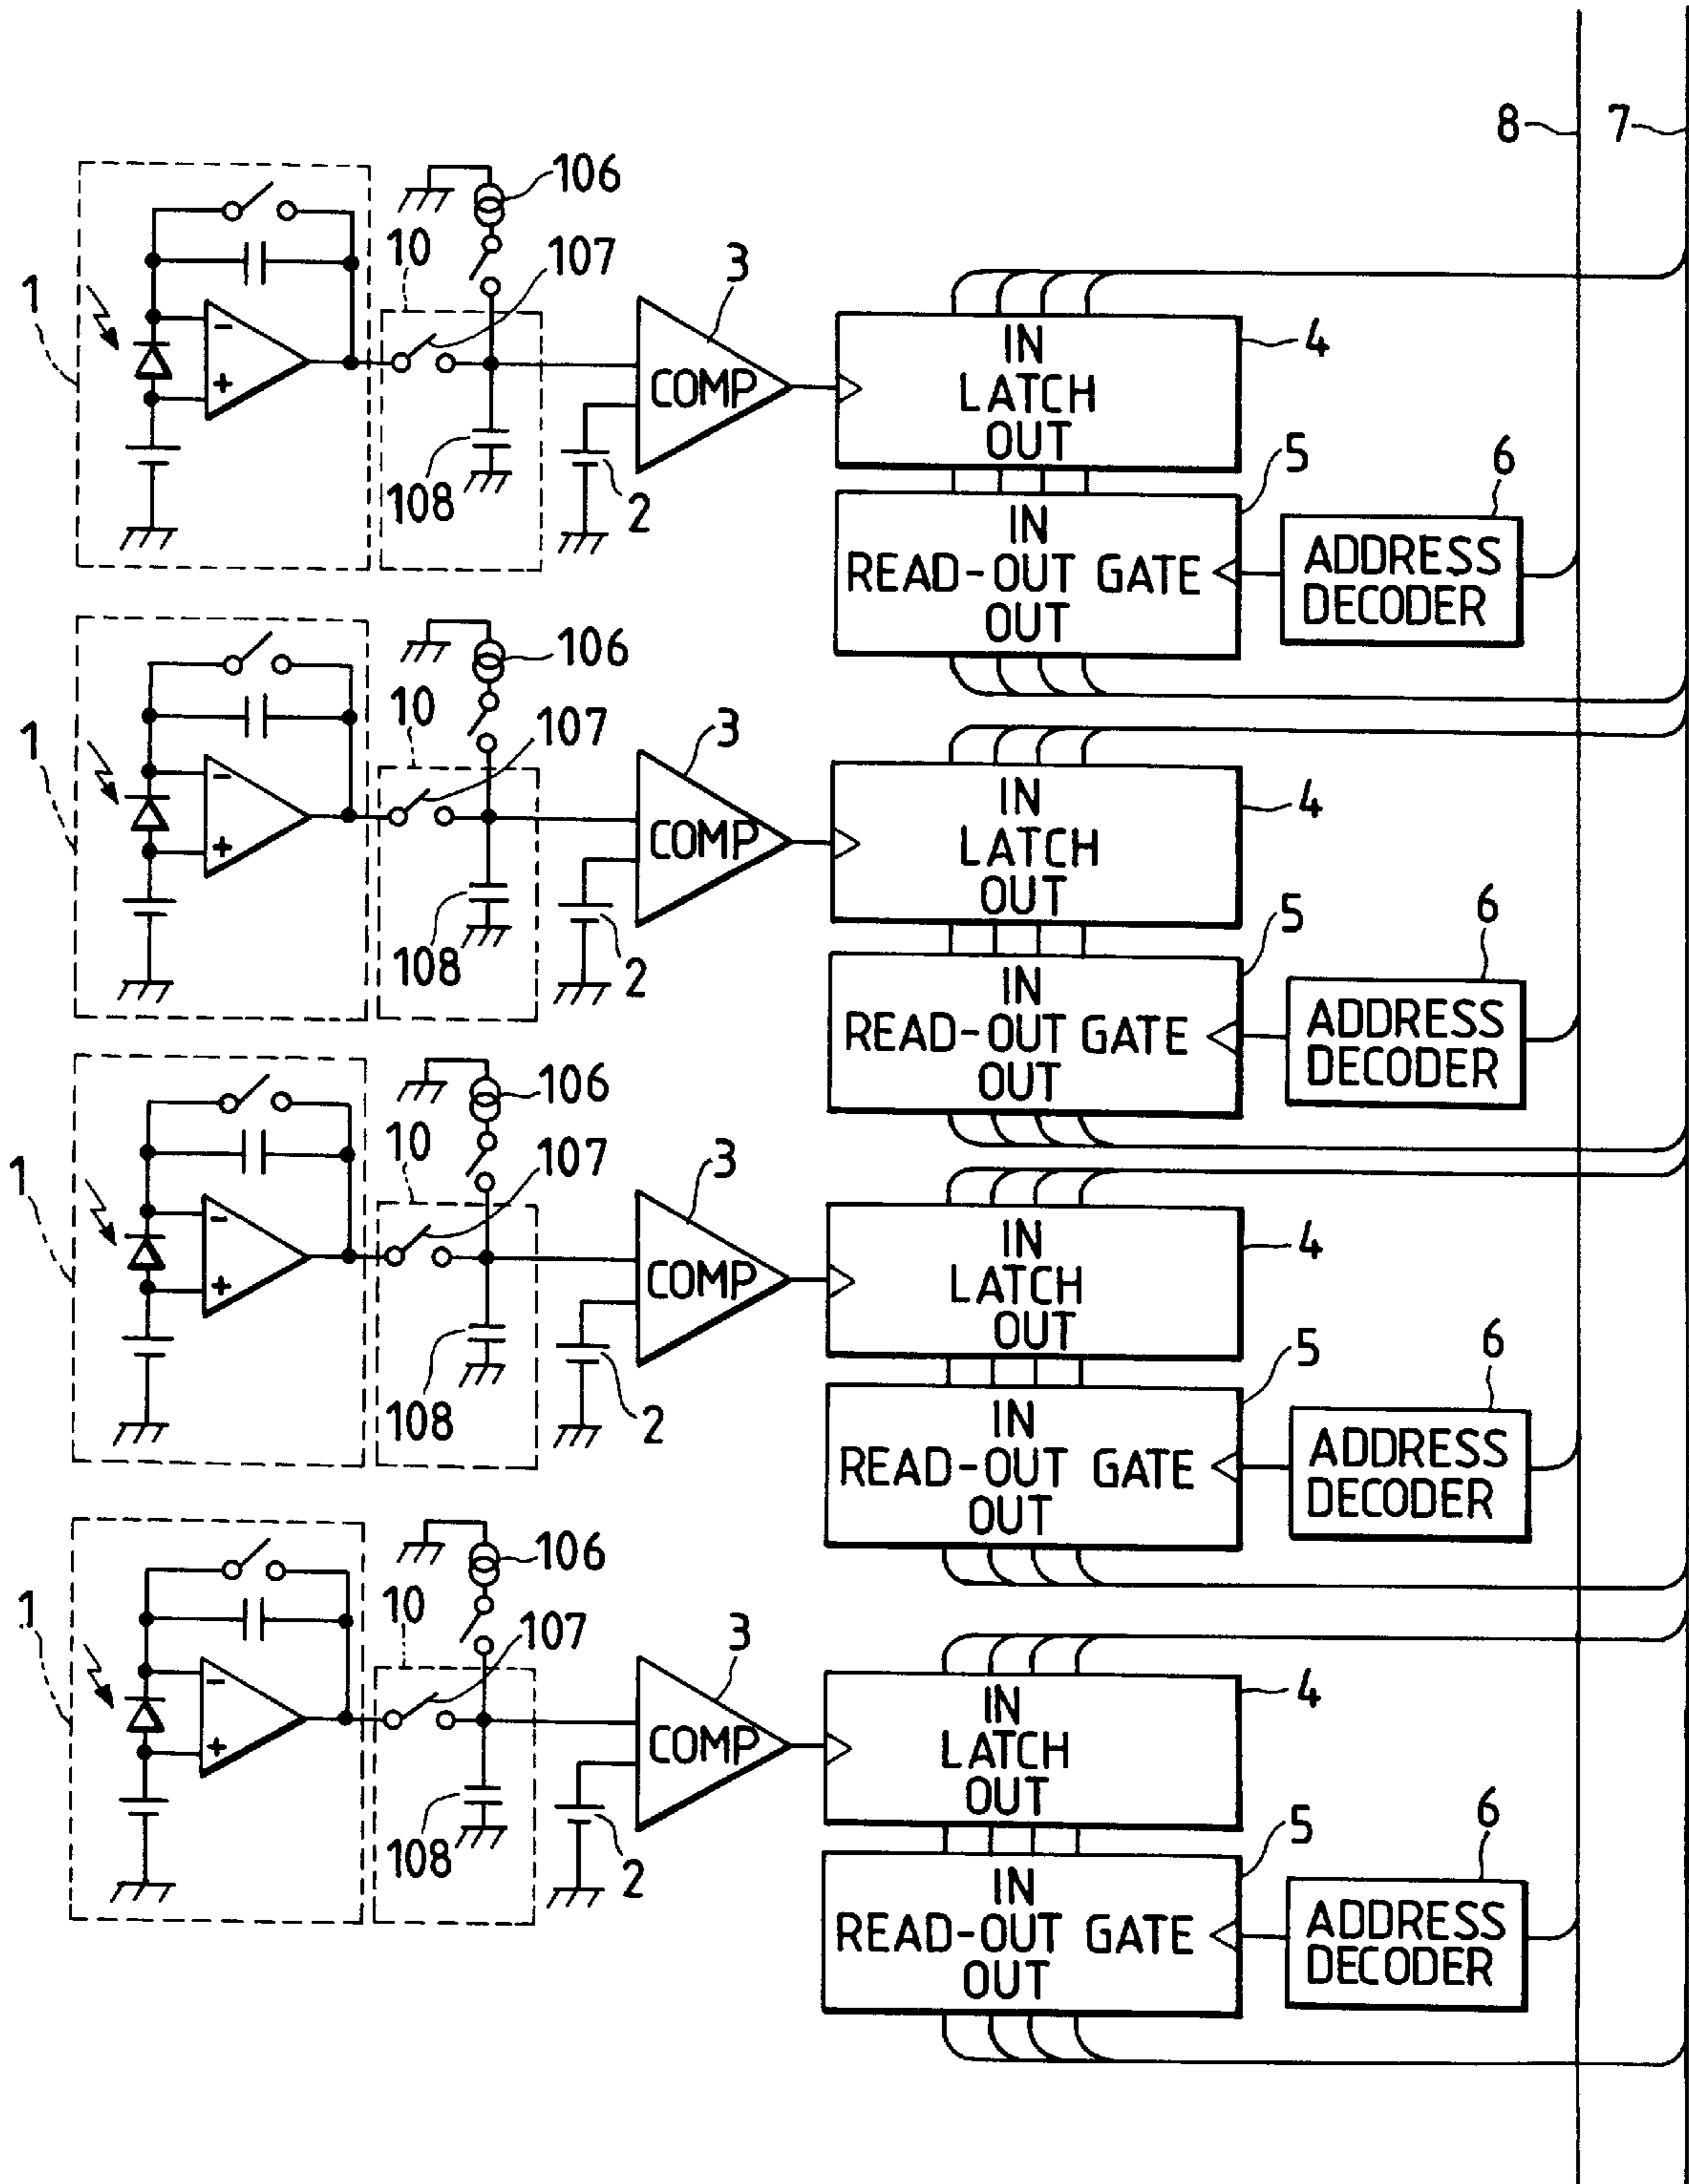 8 7
106
10 107
1 3
- IN 4
+ COMP LATCH
OUT
108 2 5 6
IN
READ-OUT GATE ADDRESS
OUT DECODER
106
10 107
1 3
- IN 4
+ COMP LATCH
OUT
108 2 5 6
IN
READ-OUT GATE ADDRESS
OUT DECODER
106
10 107
1 3
- IN 4
+ COMP LATCH
OUT
108 2 5 6
IN
READ-OUT GATE ADDRESS
OUT DECODER
106
10 107
1 3
- IN 4
+ COMP LATCH
OUT
108 2 5 6
IN
READ-OUT GATE ADDRESS
OUT DECODER